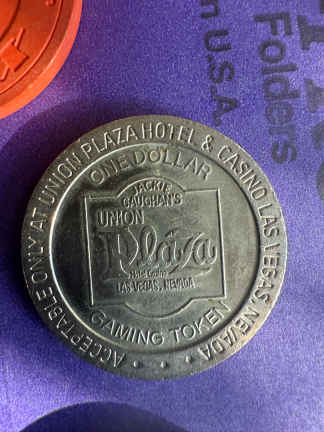 Folders
in U.S.A.
ACCEPTABLE ONLY AT UNION PLAZA HOTEL & CASINO LAS VEGAS, NEVADA
ONE DOLLAR
JACKIE
GAUGHAN'S
UNION
Plaza
LAS VEGAS, NEVADA
GAMING TOKEN